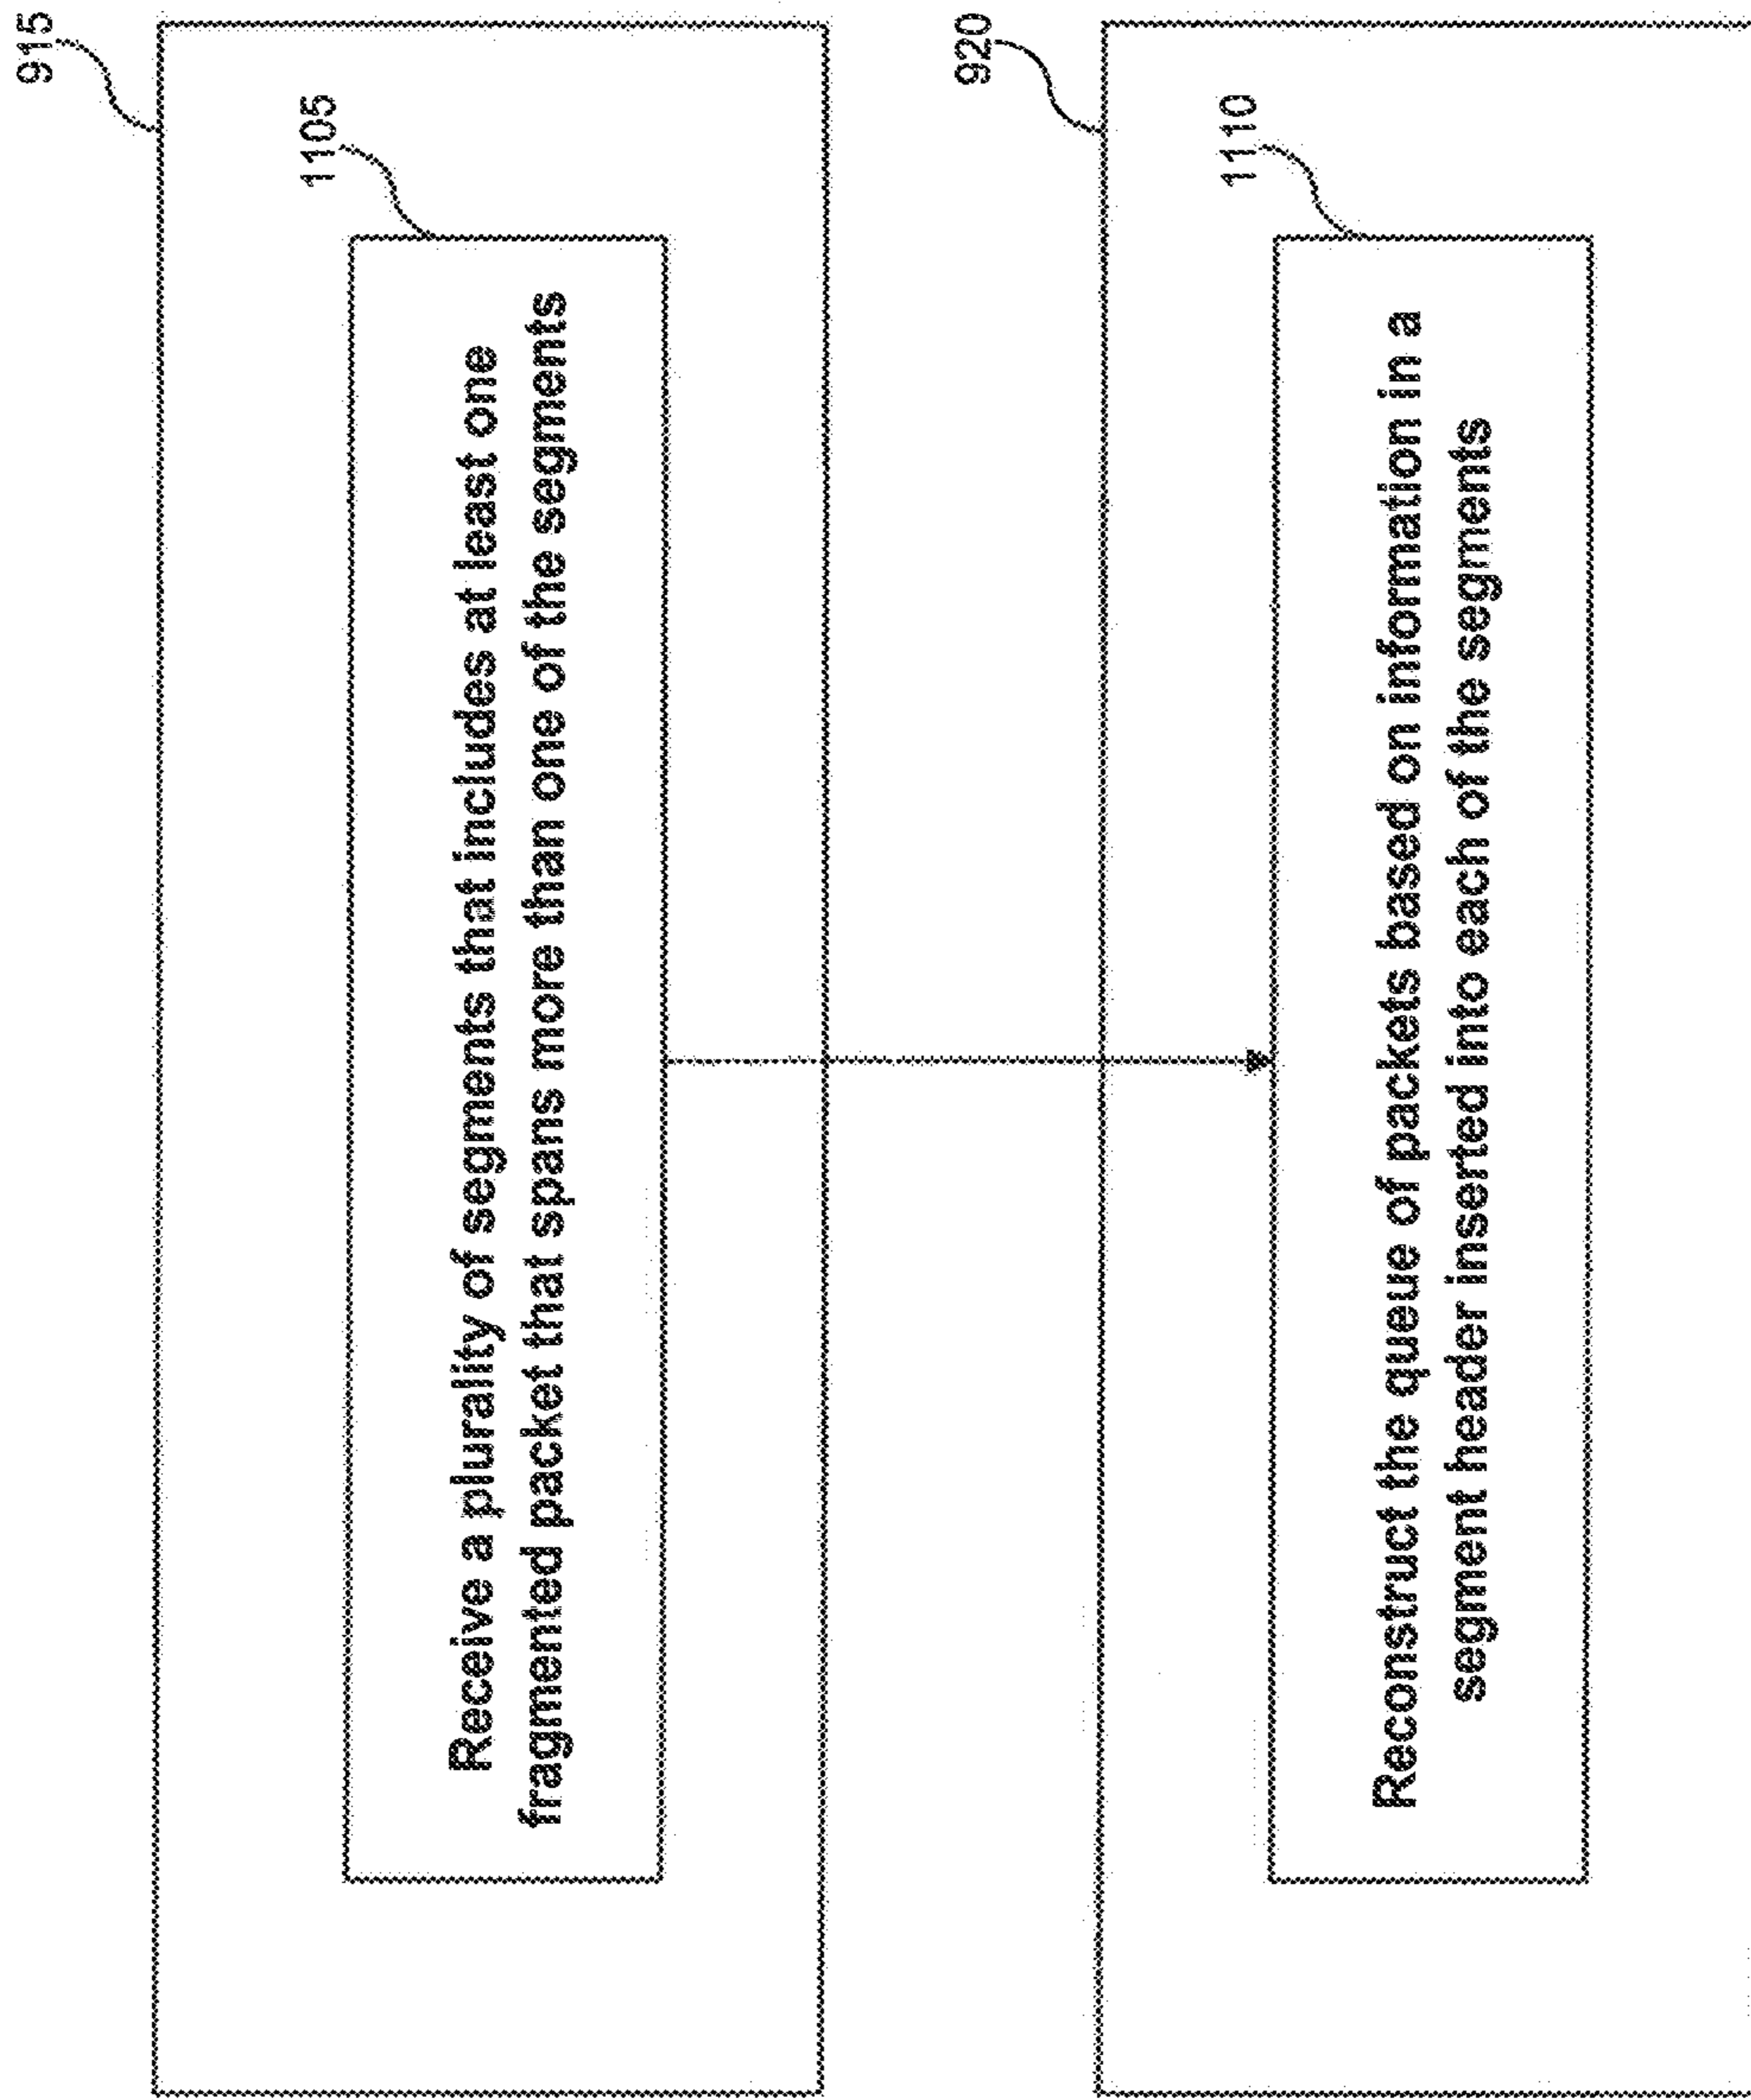 915
1105
Receive a plurality of segments that includes at least one
fragmented packet that spans more than one of the segments
920
1110
Reconstruct the queue of packets based on information in a
segment header inserted into each of the segments